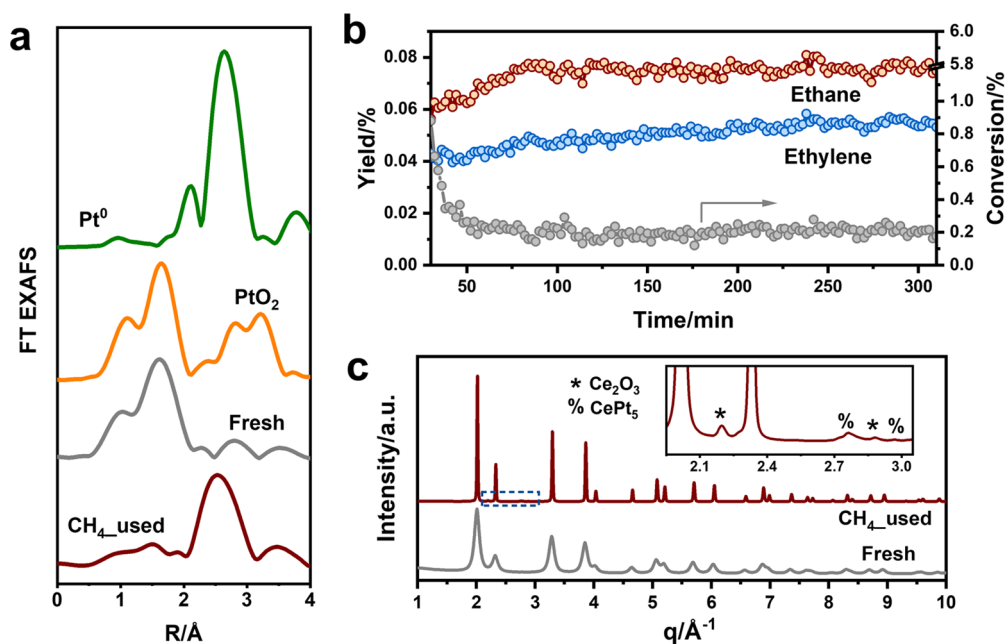 a
FT EXAFS
Pt⁰
PtO₂
Fresh
CH₄_used
0 1 2 3 4
R/Å
b
Yield/%
0.08
0.06
0.04
0.02
0.00
Ethane
Ethylene
6.0
5.8
1.0
0.8
0.6
0.4
0.2
0.0
Conversion/%
50 100 150 200 250 300
Time/min
c
Intensity/a.u.
* Ce₂O₃
% CePt₅
* % * %
2.1 2.4 2.7 3.0
CH₄_used
Fresh
1 2 3 4 5 6 7 8 9 10
q/Å⁻¹